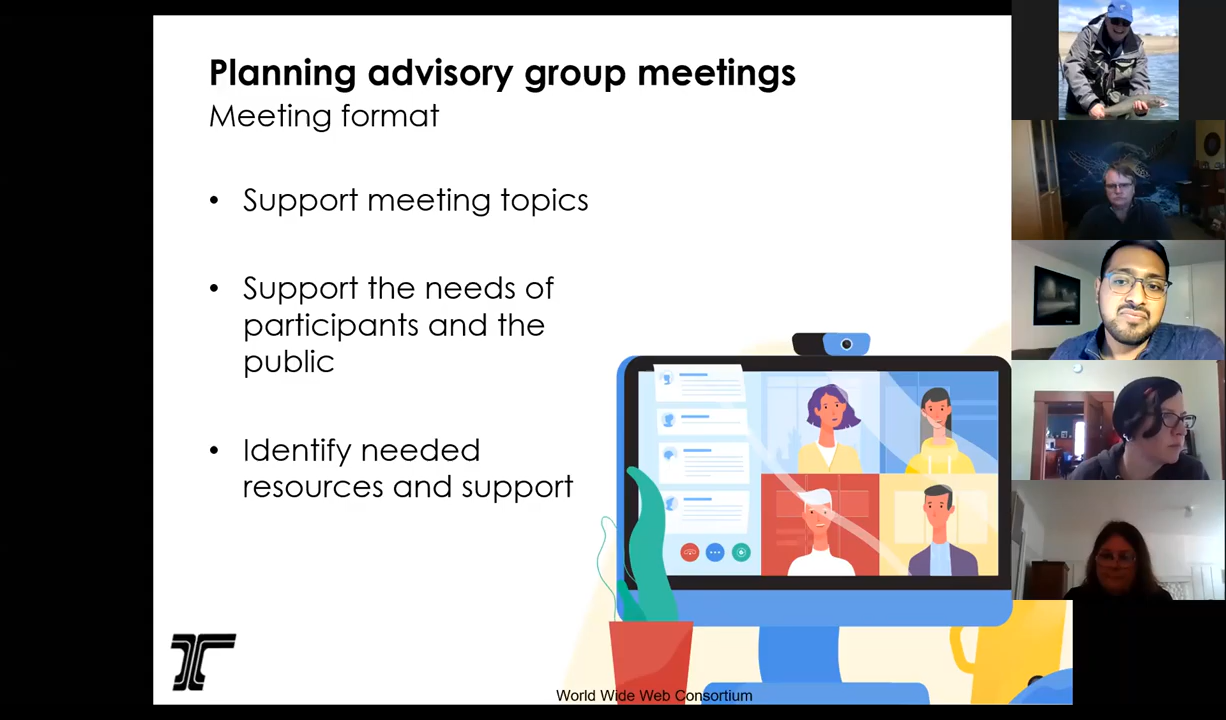 Planning advisory group meetings
Meeting format
• Support meeting topics
• Support the needs of
participants and the
public
• Identify needed
resources and support
World Wide Web Consortium